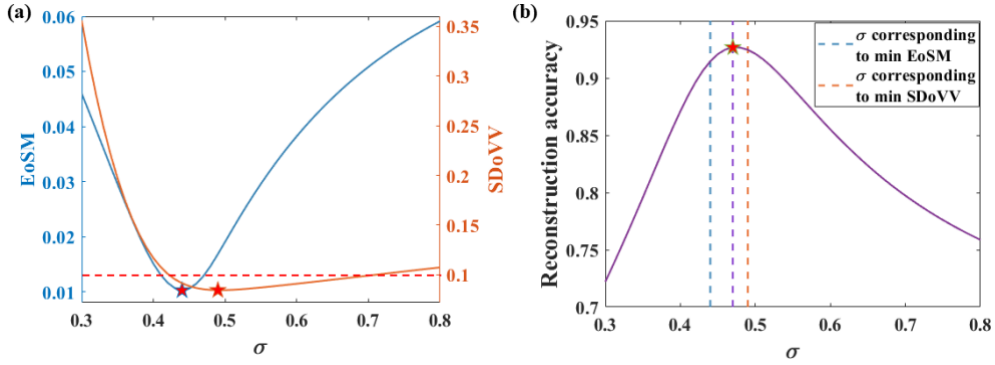 (a)
0.06
0.05
0.04
0.03
0.02
0.01
EoSM
0.35
0.3
0.25
0.2
0.15
0.1
SDoVV
0.3 0.4 0.5 0.6 0.7 0.8
σ
(b)
0.95
0.9
0.85
0.8
0.75
0.7
Reconstruction accuracy
σ corresponding
to min EoSM
σ corresponding
to min SDoVV
0.3 0.4 0.5 0.6 0.7 0.8
σ